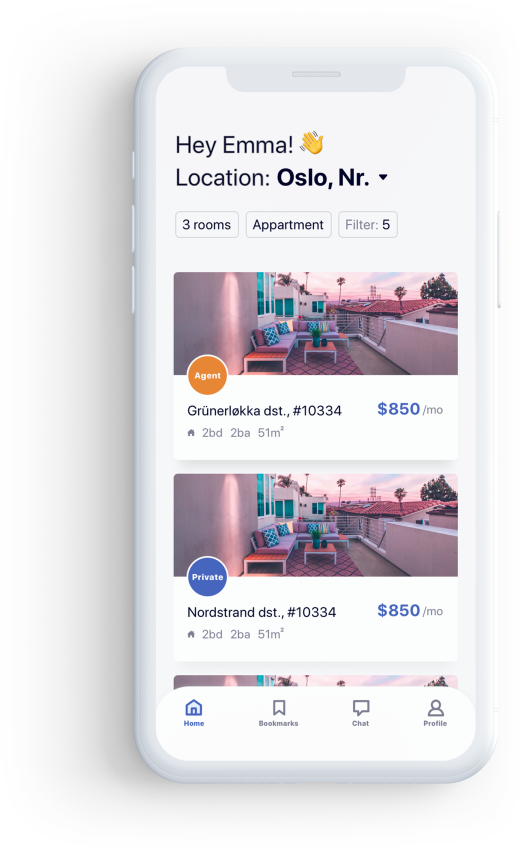 Hey Emma! 👋
Location: Oslo, Nr.
3 rooms Appartment Filter: 5
Agent
Grünerløkka dst., #10334 $850 /mo
2bd 2ba 51m²
Private
Nordstrand dst., #10334 $850 /mo
2bd 2ba 51m²
Home Bookmarks Chat Profile